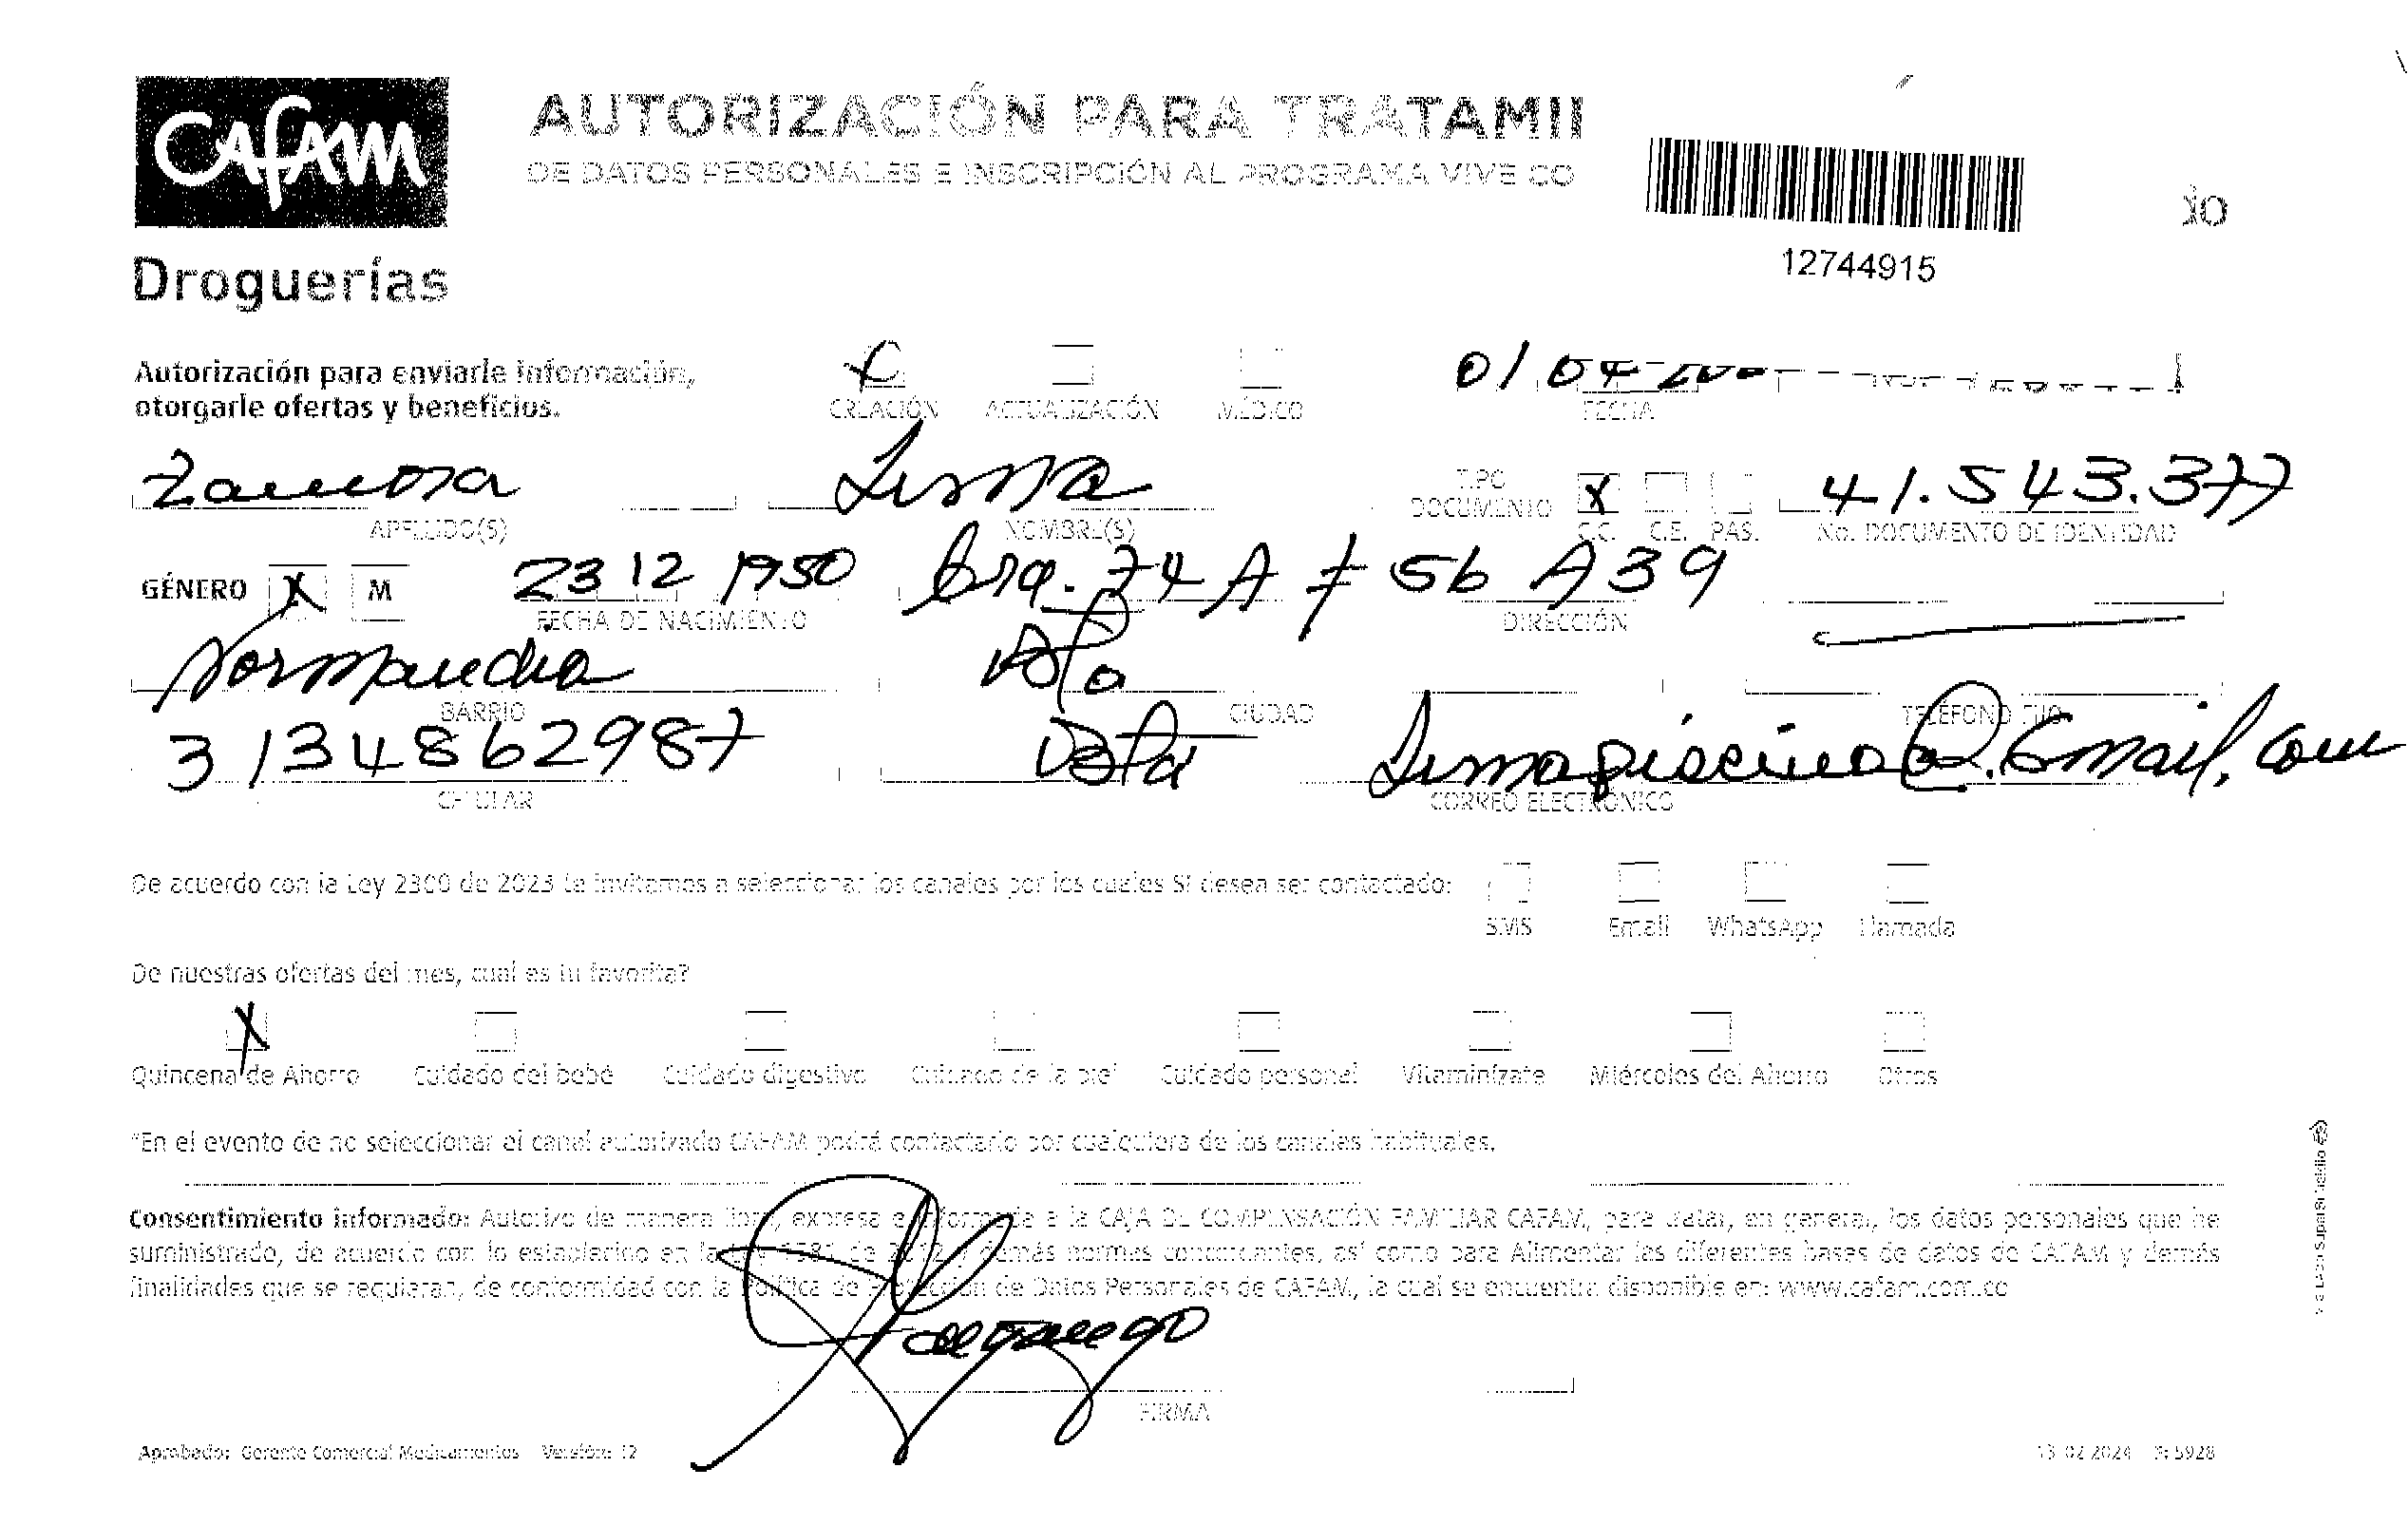 Cafam
Droguerías
AUTORIZACIÓN PARA TRATAMII
DE DATOS PERSONALES E INSCRIPCIÓN AL PROGRAMA VIVE CO
12744915
Autorización para enviarle información,
otorgarle ofertas y beneficios.
X
CREACIÓN ACTUALIZACIÓN MÉDICO
01 04
FECHA
Zamora
APELLIDO(S)
NOMBRE(S)
TIPO
DOCUMENTO X 41.543.377
C.C. C.E. PAS. No. DOCUMENTO DE IDENTIDAD
GÉNERO X M 23 12 1950 74 A # 56 A 39
FECHA DE NACIMIENTO DIRECCIÓN
Normandia
BARRIO CIUDAD TELÉFONO FIJO
3134862987
CELULAR CORREO ELECTRÓNICO
De acuerdo con la Ley 2300 de 2023 te invitamos a seleccionar los canales por los cuales SÍ desea ser contactado:
SMS Email WhatsApp Llamada
De nuestras ofertas del mes, cual es tu favorita?
X
Quincena de Ahorro Cuidado del bebé Cuidado digestivo Cuidado de la piel Cuidado personal Vitaminízate Miércoles del Ahorro Otros
*En el evento de no seleccionar el canal autorizado CAFAM podrá contactarlo por cualquiera de los canales habituales.
Consentimiento informado: Autorizo de manera libre, expresa e informada a la CAJA DE COMPENSACIÓN FAMILIAR CAFAM, para tratar, en general, los datos personales que he
suministrado, de acuerdo con lo establecido en la Ley 1581 de 2012 y demás normas concordantes, así como para Alimentar las diferentes bases de datos de CAFAM y demás
finalidades que se requieran, de conformidad con la Política de Protección de Datos Personales de CAFAM, la cual se encuentra disponible en: www.cafam.com.co
FIRMA
Aprobado: Gerente Comercial Medicamentos Versión: 12
13 02 2024